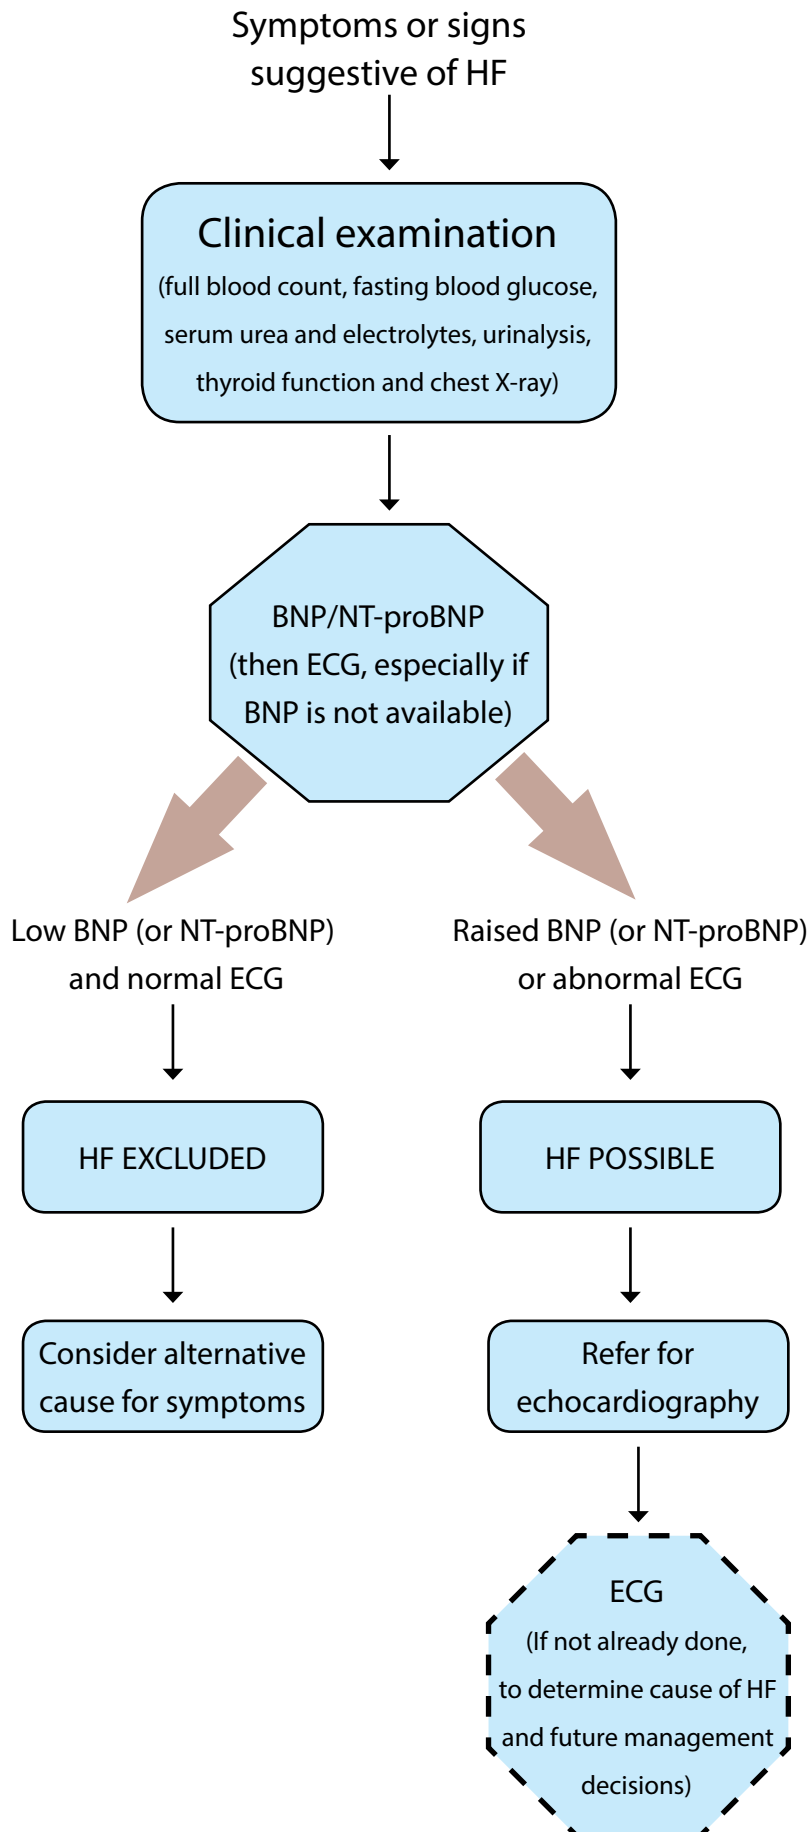 Symptoms or signs
suggestive of HF
Clinical examination
(full blood count, fasting blood glucose,
serum urea and electrolytes, urinalysis,
thyroid function and chest X-ray)
BNP/NT-proBNP
(then ECG, especially if
BNP is not available)
Low BNP (or NT-proBNP)
and normal ECG
Raised BNP (or NT-proBNP)
or abnormal ECG
HF EXCLUDED
HF POSSIBLE
Consider alternative
cause for symptoms
Refer for
echocardiography
ECG
(If not already done,
to determine cause of HF
and future management
decisions)